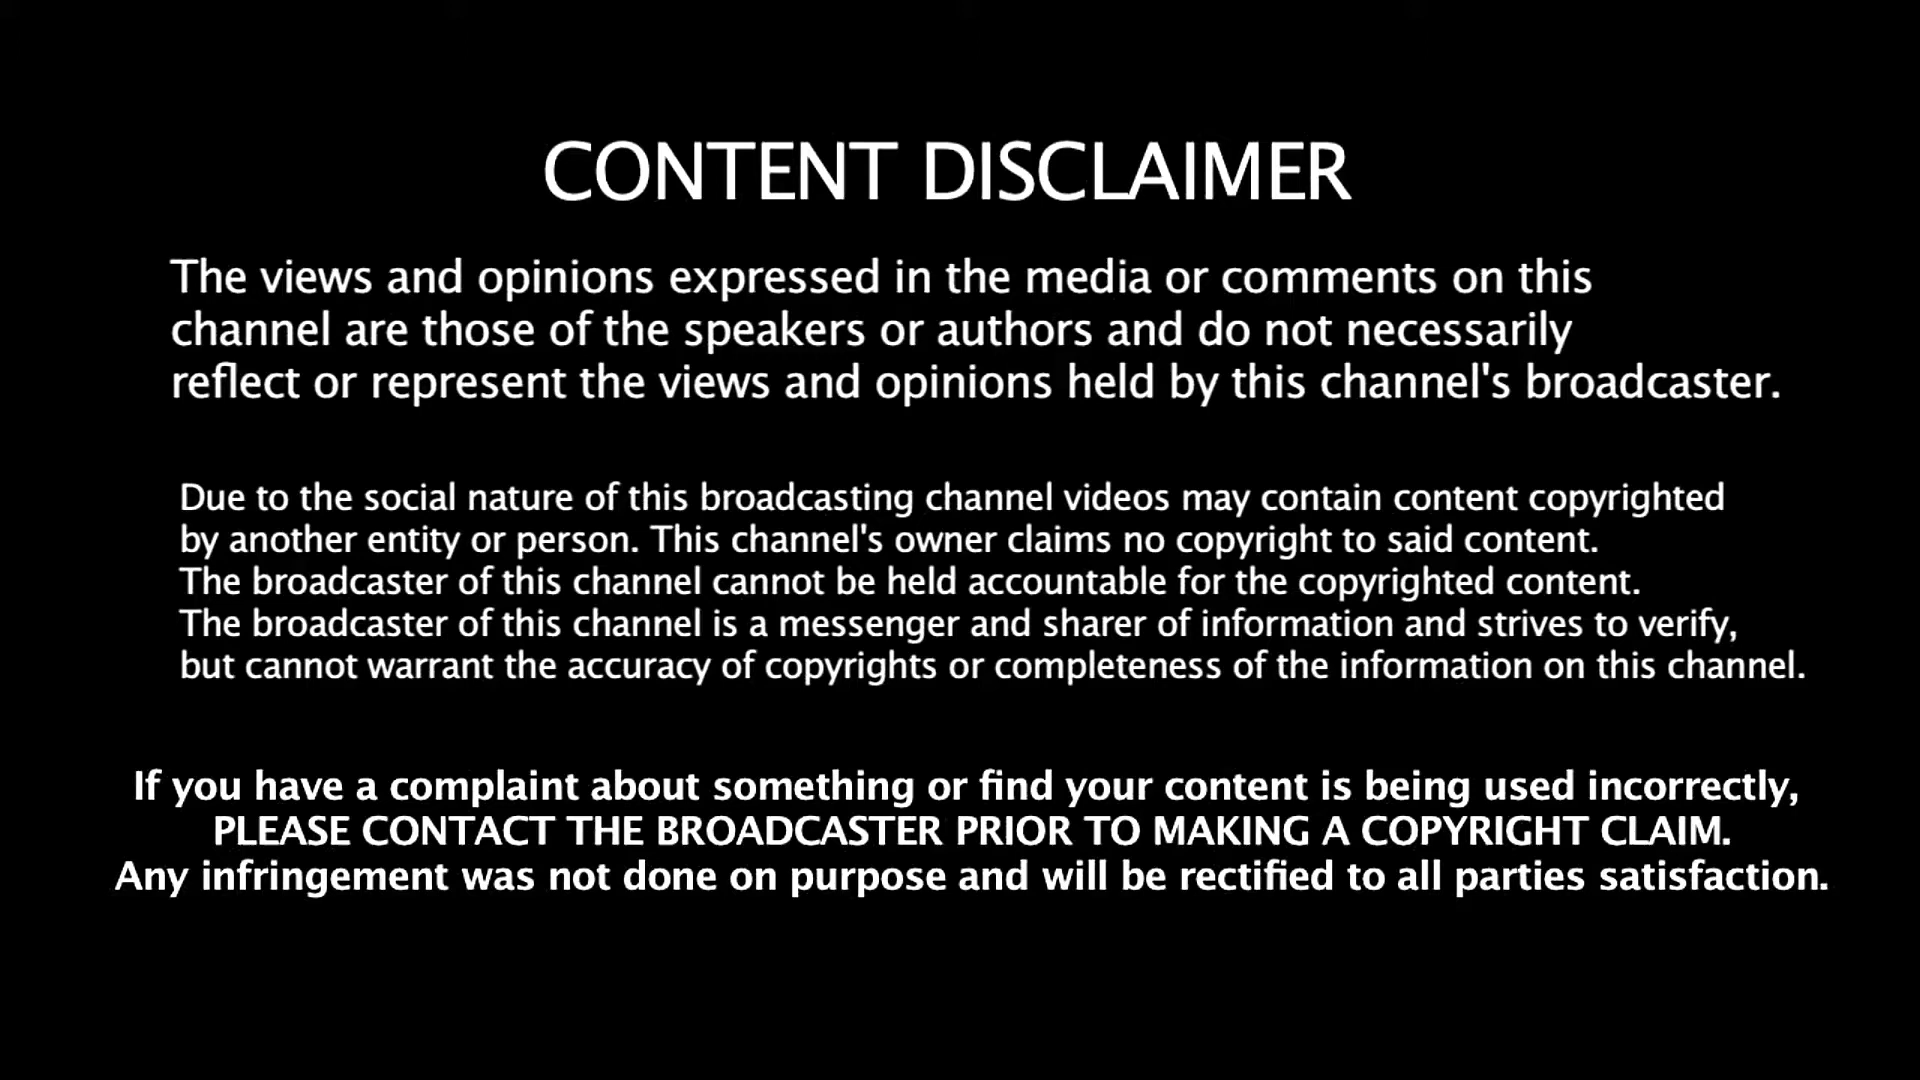 CONTENT DISCLAIMER
The views and opinions expressed in the media or comments on this
channel are those of the speakers or authors and do not necessarily
reflect or represent the views and opinions held by this channel's broadcaster.
Due to the social nature of this broadcasting channel videos may contain content copyrighted
by another entity or person. This channel's owner claims no copyright to said content.
The broadcaster of this channel cannot be held accountable for the copyrighted content.
The broadcaster of this channel is a messenger and sharer of information and strives to verify,
but cannot warrant the accuracy of copyrights or completeness of the information on this channel.
If you have a complaint about something or find your content is being used incorrectly,
PLEASE CONTACT THE BROADCASTER PRIOR TO MAKING A COPYRIGHT CLAIM.
Any infringement was not done on purpose and will be rectified to all parties satisfaction.